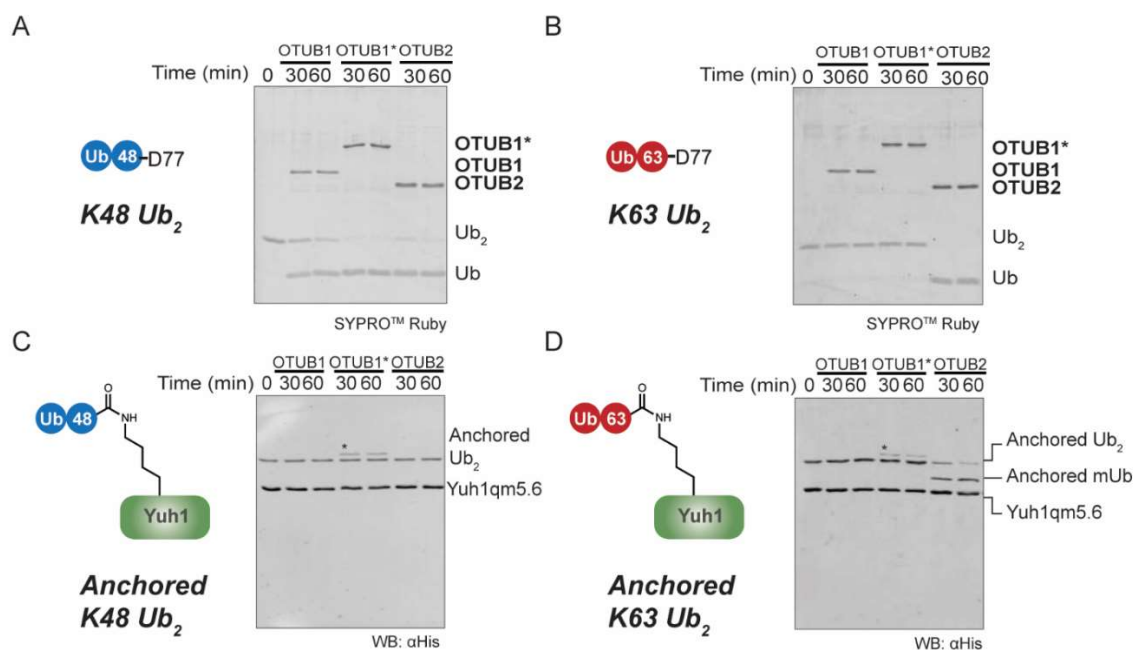 A
OTUB1 OTUB1* OTUB2
Time (min) 0 30 60 30 60 30 60
Ub 48 -D77
K48 Ub2
OTUB1*
OTUB1
OTUB2
Ub2
Ub
SYPRO™ Ruby
B
OTUB1 OTUB1* OTUB2
Time (min) 0 30 60 30 60 30 60
Ub 63 -D77
K63 Ub2
OTUB1*
OTUB1
OTUB2
Ub2
Ub
SYPRO™ Ruby
C
OTUB1 OTUB1* OTUB2
Time (min) 0 30 60 30 60 30 60
Ub 48
O
NH
Yuh1
Anchored
K48 Ub2
*
Anchored
Ub2
Yuh1qm5.6
WB: αHis
D
OTUB1 OTUB1* OTUB2
Time (min) 0 30 60 30 60 30 60
Ub 63
O
NH
Yuh1
Anchored
K63 Ub2
*
Anchored Ub2
Anchored mUb
Yuh1qm5.6
WB: αHis